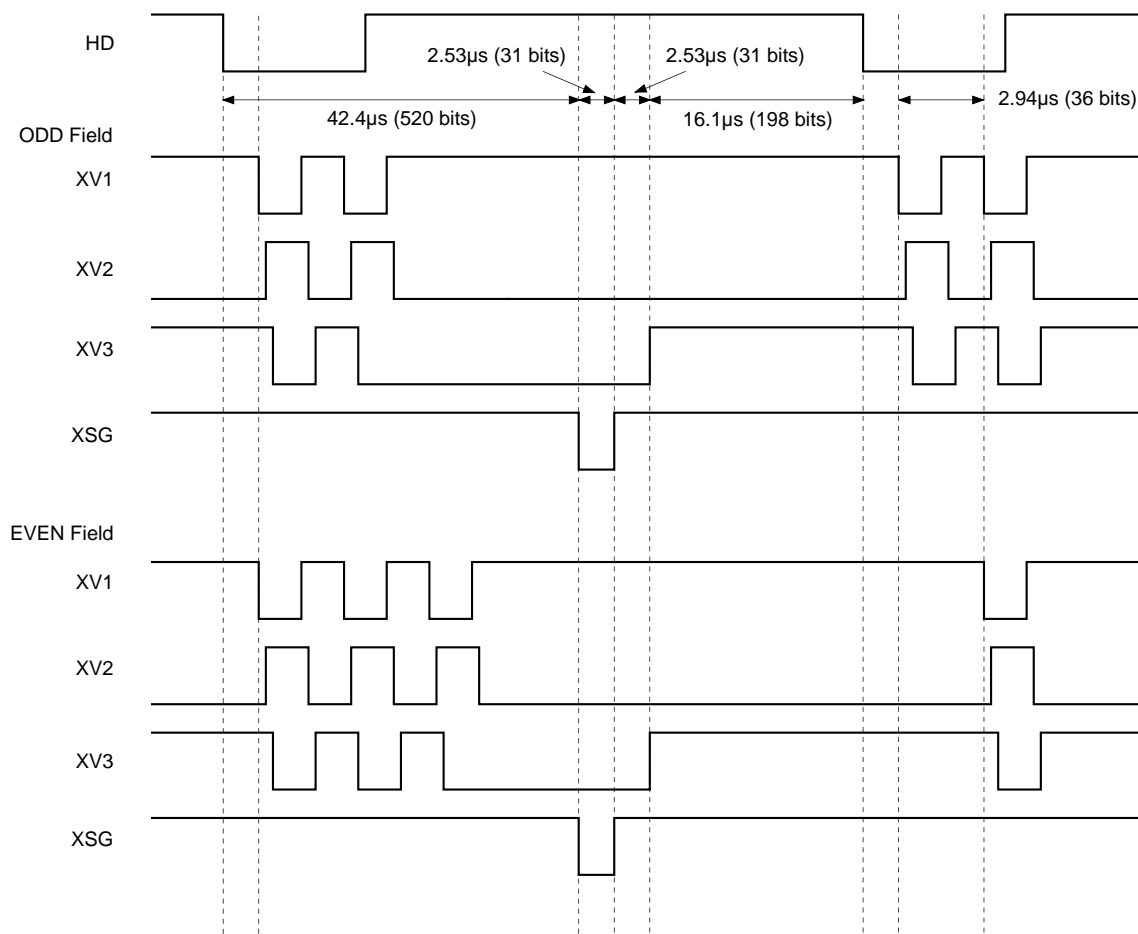 HD
2.53µs (31 bits)
2.53µs (31 bits)
42.4µs (520 bits)
16.1µs (198 bits)
2.94µs (36 bits)
ODD Field
XV1
XV2
XV3
XSG
EVEN Field
XV1
XV2
XV3
XSG